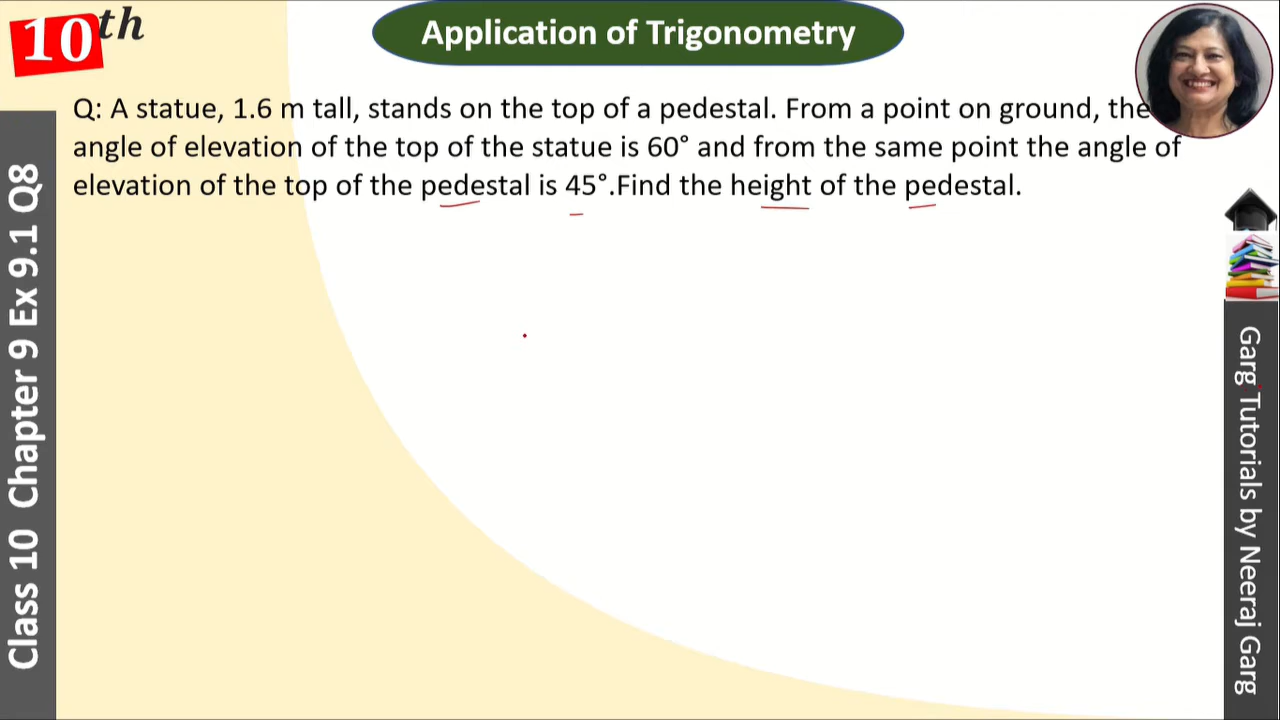 10th
Application of Trigonometry
Q: A statue, 1.6 m tall, stands on the top of a pedestal. From a point on ground, the
angle of elevation of the top of the statue is 60° and from the same point the angle of
elevation of the top of the pedestal is 45°.Find the height of the pedestal.
Class 10 Chapter 9 Ex 9.1 Q8
Garg Tutorials by Neeraj Garg